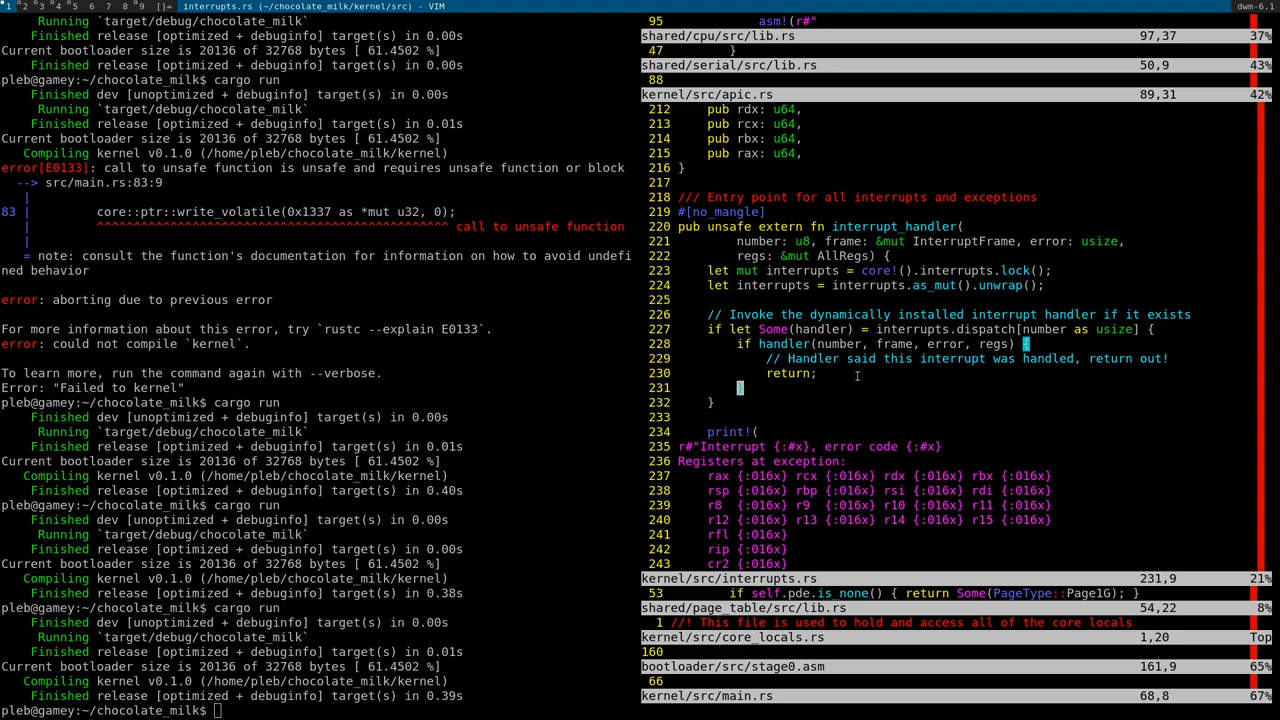 1 2 3 4 5 6 7 8 9 []= interrupts.rs (~/chocolate_milk/kernel/src) - VIM dwm-6.1
Running `target/debug/chocolate_milk`
Finished release [optimized + debuginfo] target(s) in 0.00s
Current bootloader size is 20136 of 32768 bytes [ 61.4502 %]
Finished release [optimized + debuginfo] target(s) in 0.00s
pleb@gamey:~/chocolate_milk$ cargo run
Finished dev [unoptimized + debuginfo] target(s) in 0.00s
Running `target/debug/chocolate_milk`
Finished release [optimized + debuginfo] target(s) in 0.01s
Current bootloader size is 20136 of 32768 bytes [ 61.4502 %]
Compiling kernel v0.1.0 (/home/pleb/chocolate_milk/kernel)
error[E0133]: call to unsafe function is unsafe and requires unsafe function or block
--> src/main.rs:83:9
|
83 | core::ptr::write_volatile(0x1337 as *mut u32, 0);
| ^^^^^^^^^^^^^^^^^^^^^^^^^^^^^^^^^^^^^^^^^^^^^^^^ call to unsafe function
|
= note: consult the function's documentation for information on how to avoid undefi
ned behavior
error: aborting due to previous error
For more information about this error, try `rustc --explain E0133`.
error: could not compile `kernel`.
To learn more, run the command again with --verbose.
Error: "Failed to kernel"
pleb@gamey:~/chocolate_milk$ cargo run
Finished dev [unoptimized + debuginfo] target(s) in 0.00s
Running `target/debug/chocolate_milk`
Finished release [optimized + debuginfo] target(s) in 0.01s
Current bootloader size is 20136 of 32768 bytes [ 61.4502 %]
Compiling kernel v0.1.0 (/home/pleb/chocolate_milk/kernel)
Finished release [optimized + debuginfo] target(s) in 0.40s
pleb@gamey:~/chocolate_milk$ cargo run
Finished dev [unoptimized + debuginfo] target(s) in 0.00s
Running `target/debug/chocolate_milk`
Finished release [optimized + debuginfo] target(s) in 0.01s
Current bootloader size is 20136 of 32768 bytes [ 61.4502 %]
Compiling kernel v0.1.0 (/home/pleb/chocolate_milk/kernel)
Finished release [optimized + debuginfo] target(s) in 0.38s
pleb@gamey:~/chocolate_milk$ cargo run
Finished dev [unoptimized + debuginfo] target(s) in 0.00s
Running `target/debug/chocolate_milk`
Finished release [optimized + debuginfo] target(s) in 0.01s
Current bootloader size is 20136 of 32768 bytes [ 61.4502 %]
Compiling kernel v0.1.0 (/home/pleb/chocolate_milk/kernel)
Finished release [optimized + debuginfo] target(s) in 0.39s
pleb@gamey:~/chocolate_milk$
95 asm!(r#"
shared/cpu/src/lib.rs 97,37 37%
47 }
shared/serial/src/lib.rs 50,9 43%
88
kernel/src/apic.rs 89,31 42%
212 pub rdx: u64,
213 pub rcx: u64,
214 pub rbx: u64,
215 pub rax: u64,
216 }
217
218 /// Entry point for all interrupts and exceptions
219 #[no_mangle]
220 pub unsafe extern fn interrupt_handler(
221 number: u8, frame: &mut InterruptFrame, error: usize,
222 regs: &mut AllRegs) {
223 let mut interrupts = core!().interrupts.lock();
224 let interrupts = interrupts.as_mut().unwrap();
225
226 // Invoke the dynamically installed interrupt handler if it exists
227 if let Some(handler) = interrupts.dispatch[number as usize] {
228 if handler(number, frame, error, regs) {
229 // Handler said this interrupt was handled, return out!
230 return;
231 }
232 }
233
234 print!(
235 r#"Interrupt {:#x}, error code {:#x}
236 Registers at exception:
237 rax {:016x} rcx {:016x} rdx {:016x} rbx {:016x}
238 rsp {:016x} rbp {:016x} rsi {:016x} rdi {:016x}
239 r8 {:016x} r9 {:016x} r10 {:016x} r11 {:016x}
240 r12 {:016x} r13 {:016x} r14 {:016x} r15 {:016x}
241 rfl {:016x}
242 rip {:016x}
243 cr2 {:016x}
kernel/src/interrupts.rs 231,9 21%
53 if self.pde.is_none() { return Some(PageType::Page1G); }
shared/page_table/src/lib.rs 54,22 8%
1 //! This file is used to hold and access all of the core locals
kernel/src/core_locals.rs 1,20 Top
160
bootloader/src/stage0.asm 161,9 65%
66
kernel/src/main.rs 68,8 67%